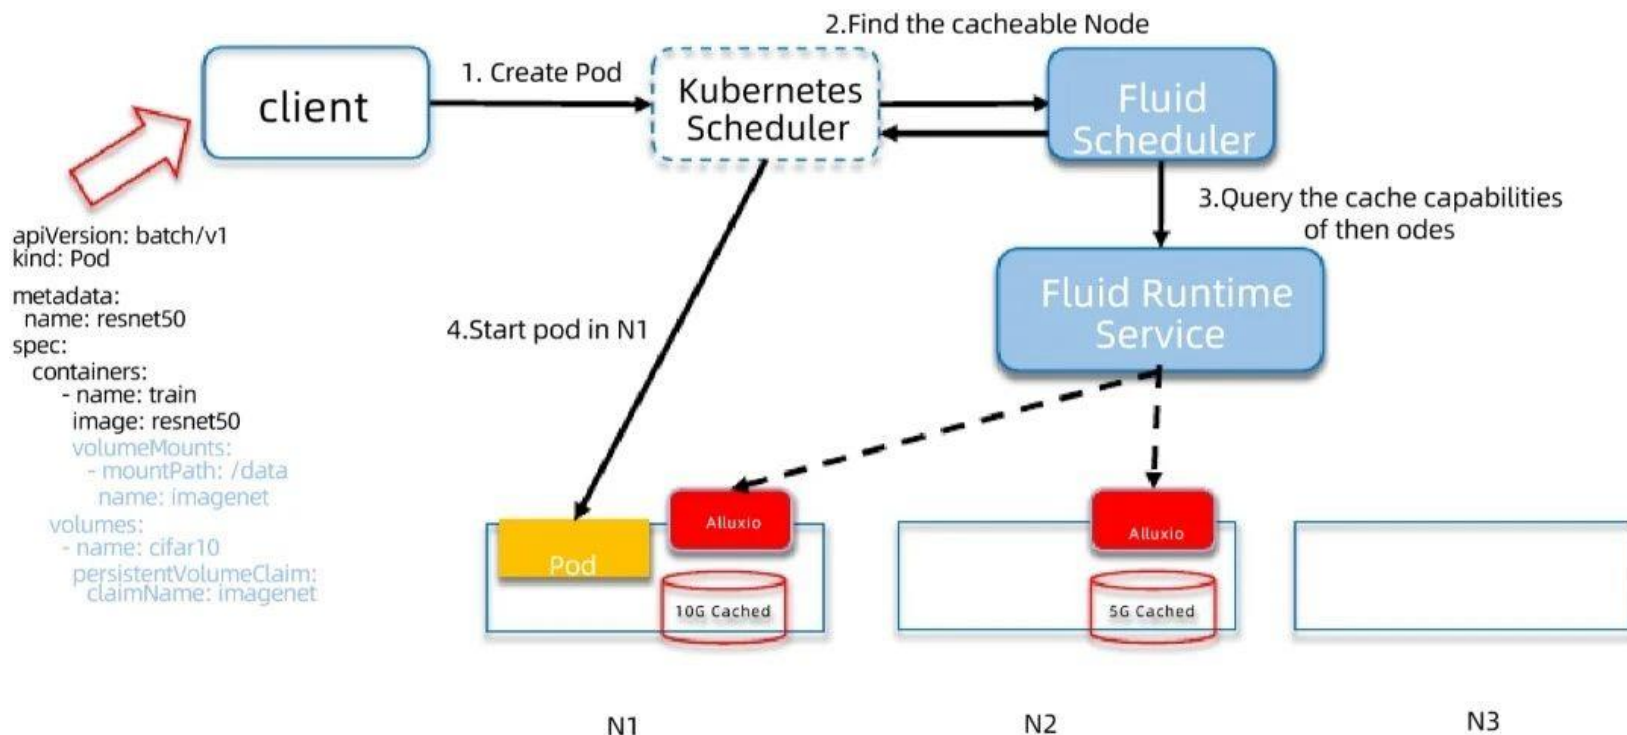 2.Find the cacheable Node
client
1. Create Pod
Kubernetes
Scheduler
Fluid
Scheduler
3.Query the cache capabilities
of then odes
apiVersion: batch/v1
kind: Pod
metadata:
name: resnet50
spec:
containers:
- name: train
image: resnet50
volumeMounts:
- mountPath: /data
name: imagenet
volumes:
- name: cifar10
persistentVolumeClaim:
claimName: imagenet
Fluid Runtime
Service
4.Start pod in N1
Pod
Alluxio
10G Cached
Alluxio
5G Cached
N1
N2
N3